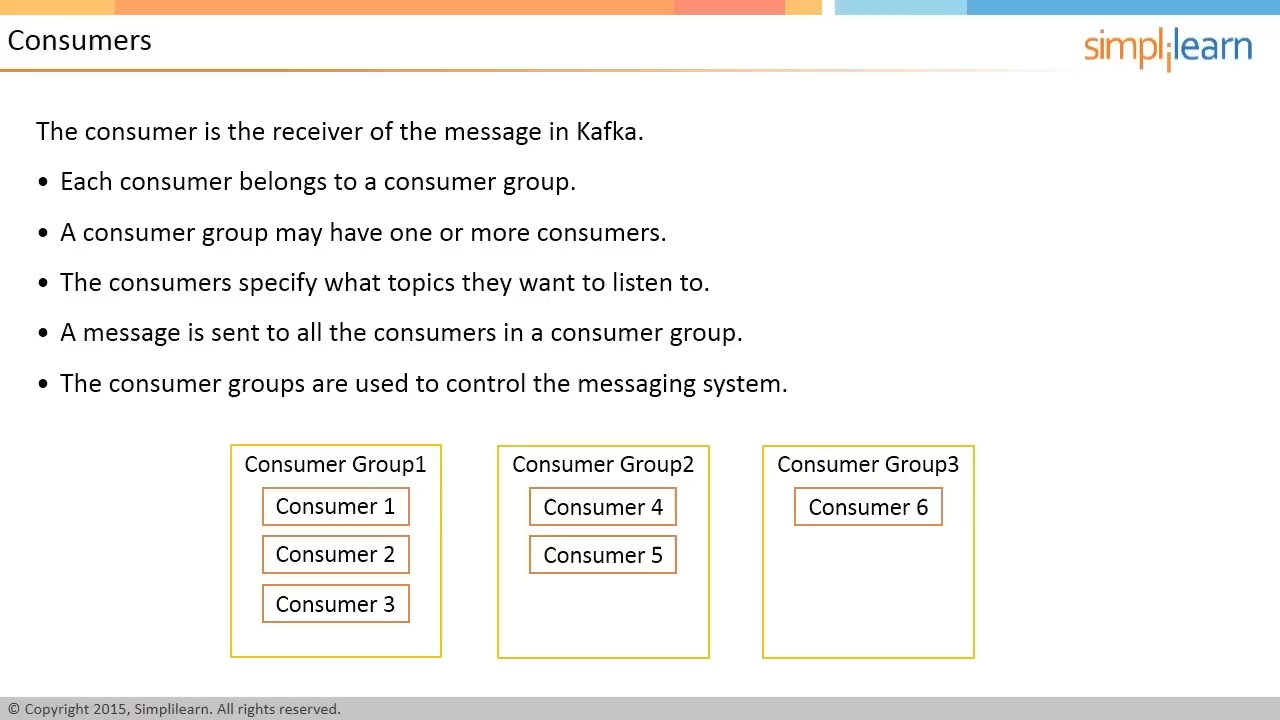 Consumers
simplilearn
The consumer is the receiver of the message in Kafka.
• Each consumer belongs to a consumer group.
• A consumer group may have one or more consumers.
• The consumers specify what topics they want to listen to.
• A message is sent to all the consumers in a consumer group.
• The consumer groups are used to control the messaging system.
Consumer Group1
Consumer 1
Consumer 2
Consumer 3
Consumer Group2
Consumer 4
Consumer 5
Consumer Group3
Consumer 6
© Copyright 2015, Simplilearn. All rights reserved.